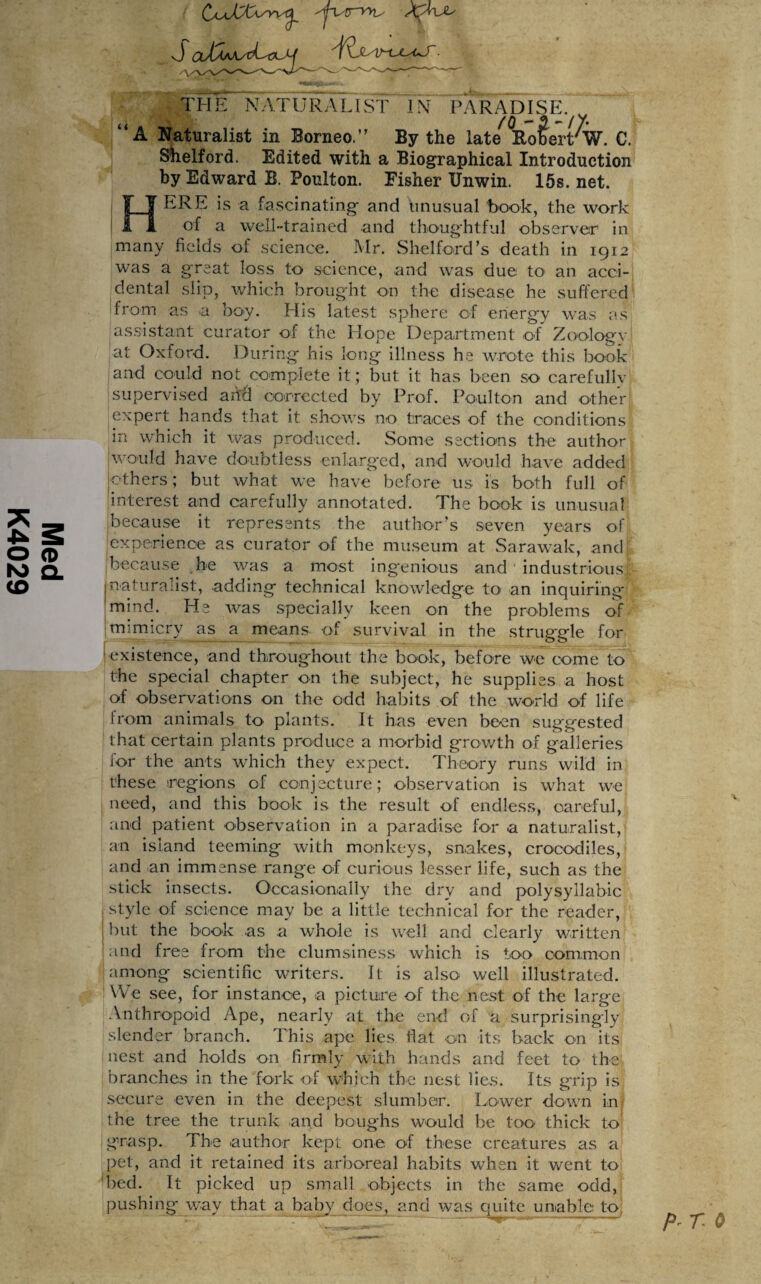 Cutting from the
Saturday Review.
THE NATURALIST IN PARADISE.
10-2-17.
"A Naturalist in Borneo." By the late Robert W. C.
Shelford. Edited with a Biographical Introduction
by Edward B. Poulton. Fisher Unwin. 15s. net.
HERE is a fascinating and unusual book, the work
of a well-trained and thoughtful observer in
many fields of science. Mr. Shelford's death in 1912
was a great loss to science, and was due to an acci-
dental slip, which brought on the disease he suffered
from as a boy. His latest sphere of energy was as
assistant curator of the Hope Department of Zoology
at Oxford. During his long illness he wrote this book
and could not complete it; but it has been so carefully
supervised and corrected by Prof. Poulton and other
expert hands that it shows no traces of the conditions
in which it was produced. Some sections the author
would have doubtless enlarged, and would have added
others; but what we have before us is both full of
interest and carefully annotated. The book is unusual
because it represents the author's seven years of
experience as curator of the museum at Sarawak, and
because he was a most ingenious and industrious
naturalist, adding technical knowledge to an inquiring
mind. He was specially keen on the problems of
mimicry as a means of survival in the struggle for
existence, and throughout the book, before we come to
the special chapter on the subject, he supplies a host
of observations on the odd habits of the world of life
from animals to plants. It has even been suggested
that certain plants produce a morbid growth of galleries
for the ants which they expect. Theory runs wild in
these regions of conjecture; observation is what we
need, and this book is the result of endless, careful,
and patient observation in a paradise for a naturalist,
an island teeming with monkeys, snakes, crocodiles,
and an immense range of curious lesser life, such as the
stick insects. Occasionally the dry and polysyllabic
style of science may be a little technical for the reader,
but the book as a whole is well and clearly written
and free from the clumsiness which is too common
among scientific writers. It is also well illustrated.
We see, for instance, a picture of the nest of the large
Anthropoid Ape, nearly at the end of a surprisingly
slender branch. This ape lies flat on its back on its
nest and holds on firmly with hands and feet to the
branches in the fork of which the nest lies. Its grip is
secure even in the deepest slumber. Lower down in
the tree the trunk and boughs would be too thick to
grasp. The author kept one of these creatures as a
pet, and it retained its arboreal habits when it went to
bed. It picked up small objects in the same odd,
pushing way that a baby does, and was quite unable to
P.T.O
Med
K4029